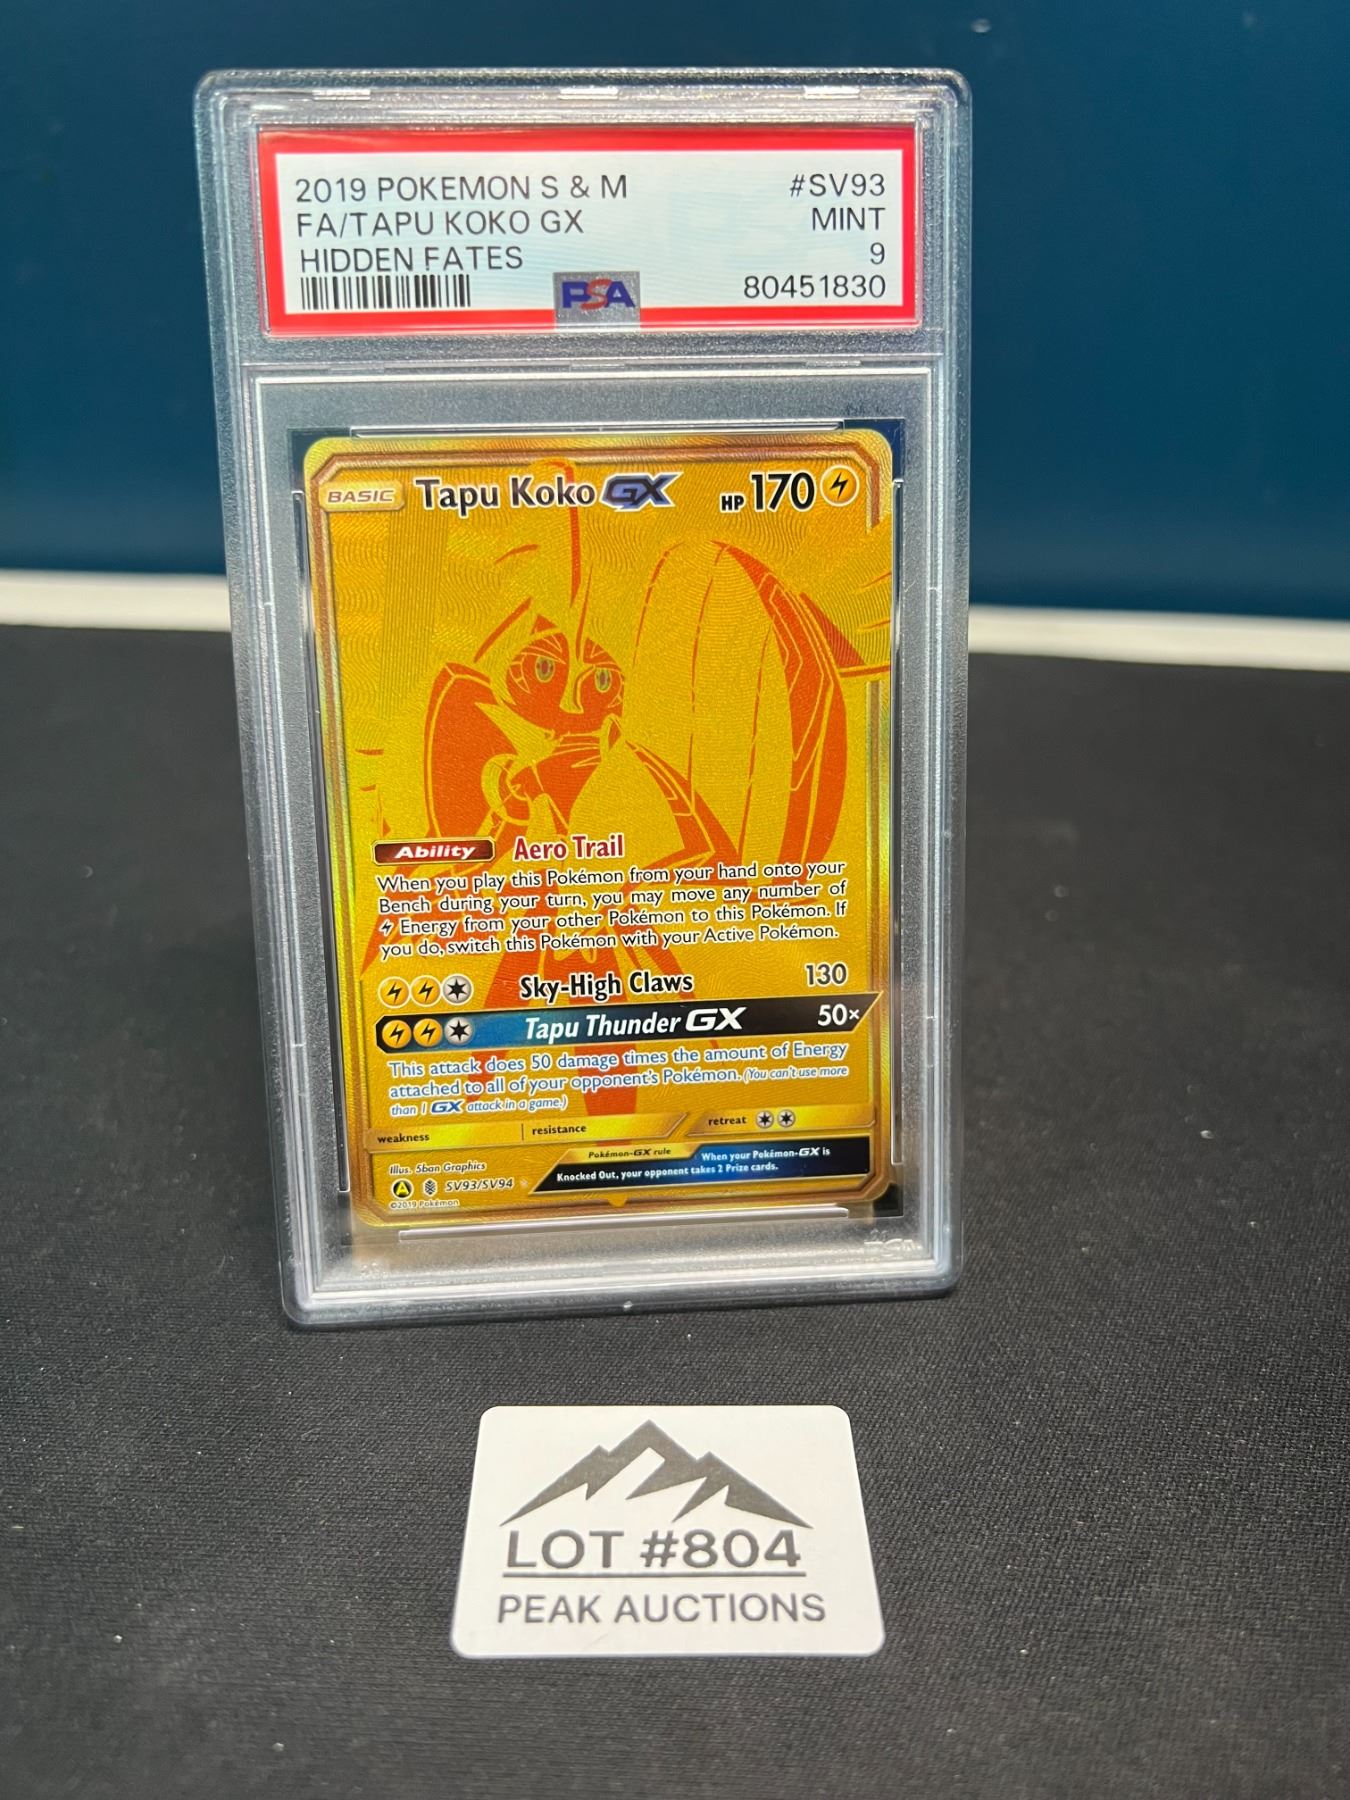 2019 POKEMON S & M #SV93
FA/TAPU KOKO GX MINT
HIDDEN FATES 9
PSA 80451830
BASIC Tapu Koko GX HP 170
Ability Aero Trail
When you play this Pokémon from your hand onto your
Bench during your turn, you may move any number of
Energy from your other Pokémon to this Pokémon. If
you do, switch this Pokémon with your Active Pokémon.
Sky-High Claws 130
Tapu Thunder GX 50×
This attack does 50 damage times the amount of Energy
attached to all of your opponent's Pokémon. (You can't use more
than 1 GX attack in a game.)
weakness resistance retreat
Illus. 5ban Graphics
Pokémon-GX rule When your Pokémon-GX is
Knocked Out, your opponent takes 2 Prize cards.
A SV93/SV94
©2019 Pokémon
LOT #804
PEAK AUCTIONS